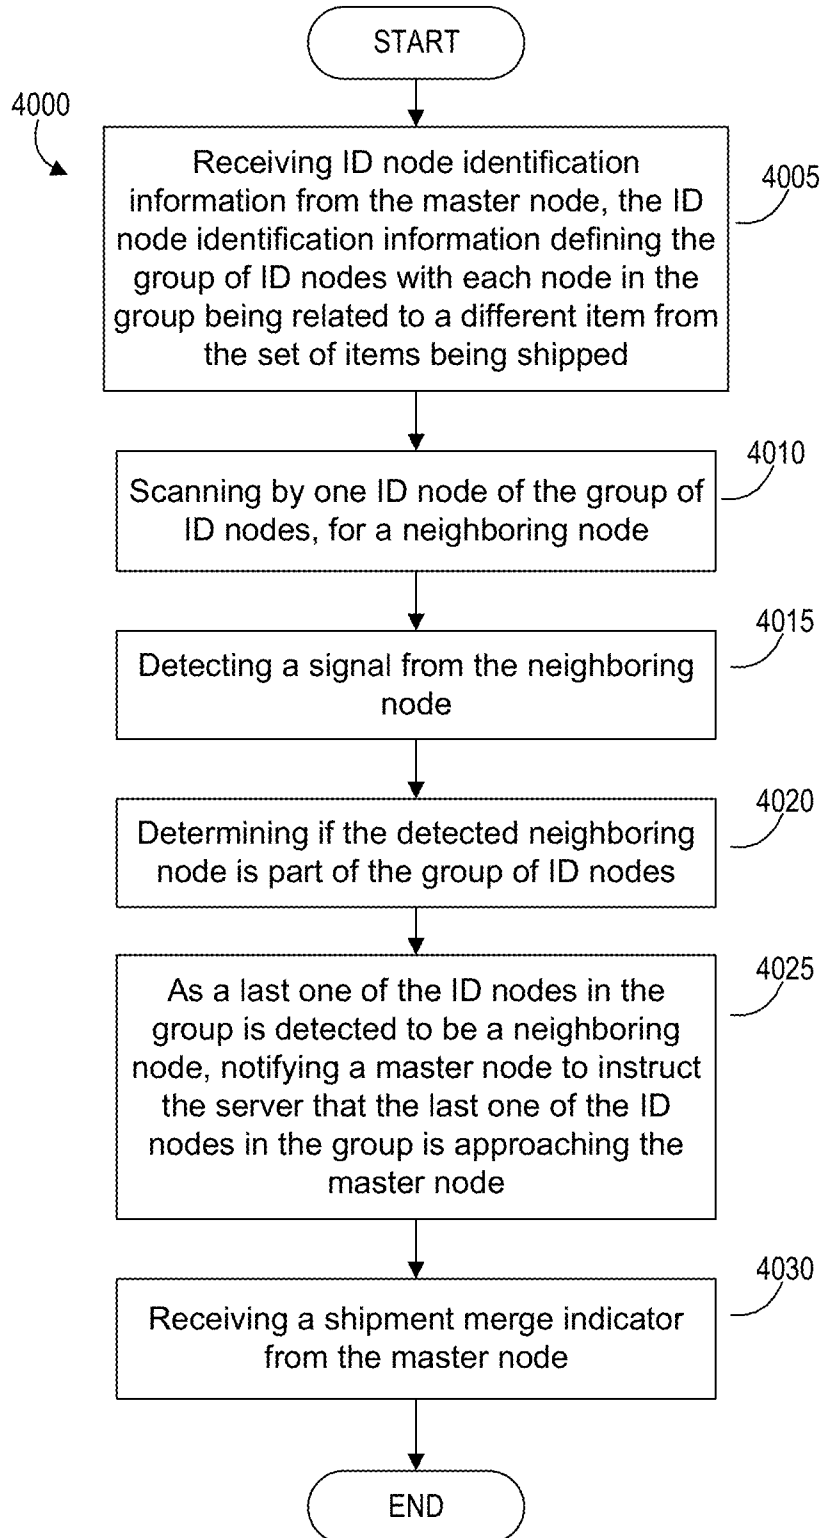 START
4000
Receiving ID node identification
information from the master node, the ID
node identification information defining the
group of ID nodes with each node in the
group being related to a different item from
the set of items being shipped
4005
Scanning by one ID node of the group of
ID nodes, for a neighboring node
4010
Detecting a signal from the neighboring
node
4015
Determining if the detected neighboring
node is part of the group of ID nodes
4020
As a last one of the ID nodes in the
group is detected to be a neighboring
node, notifying a master node to instruct
the server that the last one of the ID
nodes in the group is approaching the
master node
4025
Receiving a shipment merge indicator
from the master node
4030
END